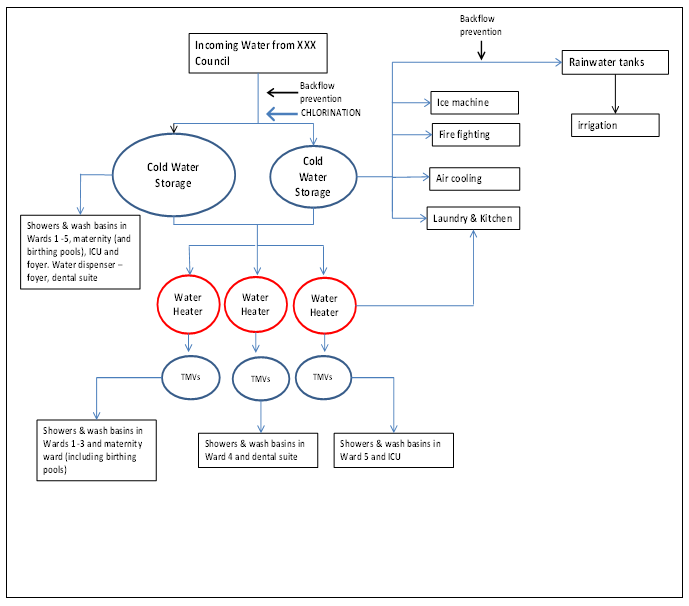 Backflow
prevention
Incoming Water from XXX
Council
Rainwater tanks
Backflow
prevention
CHLORINATION
Ice machine
irrigation
Fire fighting
Cold Water
Storage
Cold
Water
Storage
Air cooling
Laundry & Kitchen
Showers & wash basins in
Wards 1 -5, maternity (and
birthing pools), ICU and
foyer. Water dispenser –
foyer, dental suite
Water
Heater
Water
Heater
Water
Heater
TMVs
TMVs
TMVs
Showers & wash basins in
Wards 1-3 and maternity
ward (including birthing
pools)
Showers & wash basins in
Ward 4 and dental suite
Showers & wash basins in
Ward 5 and ICU